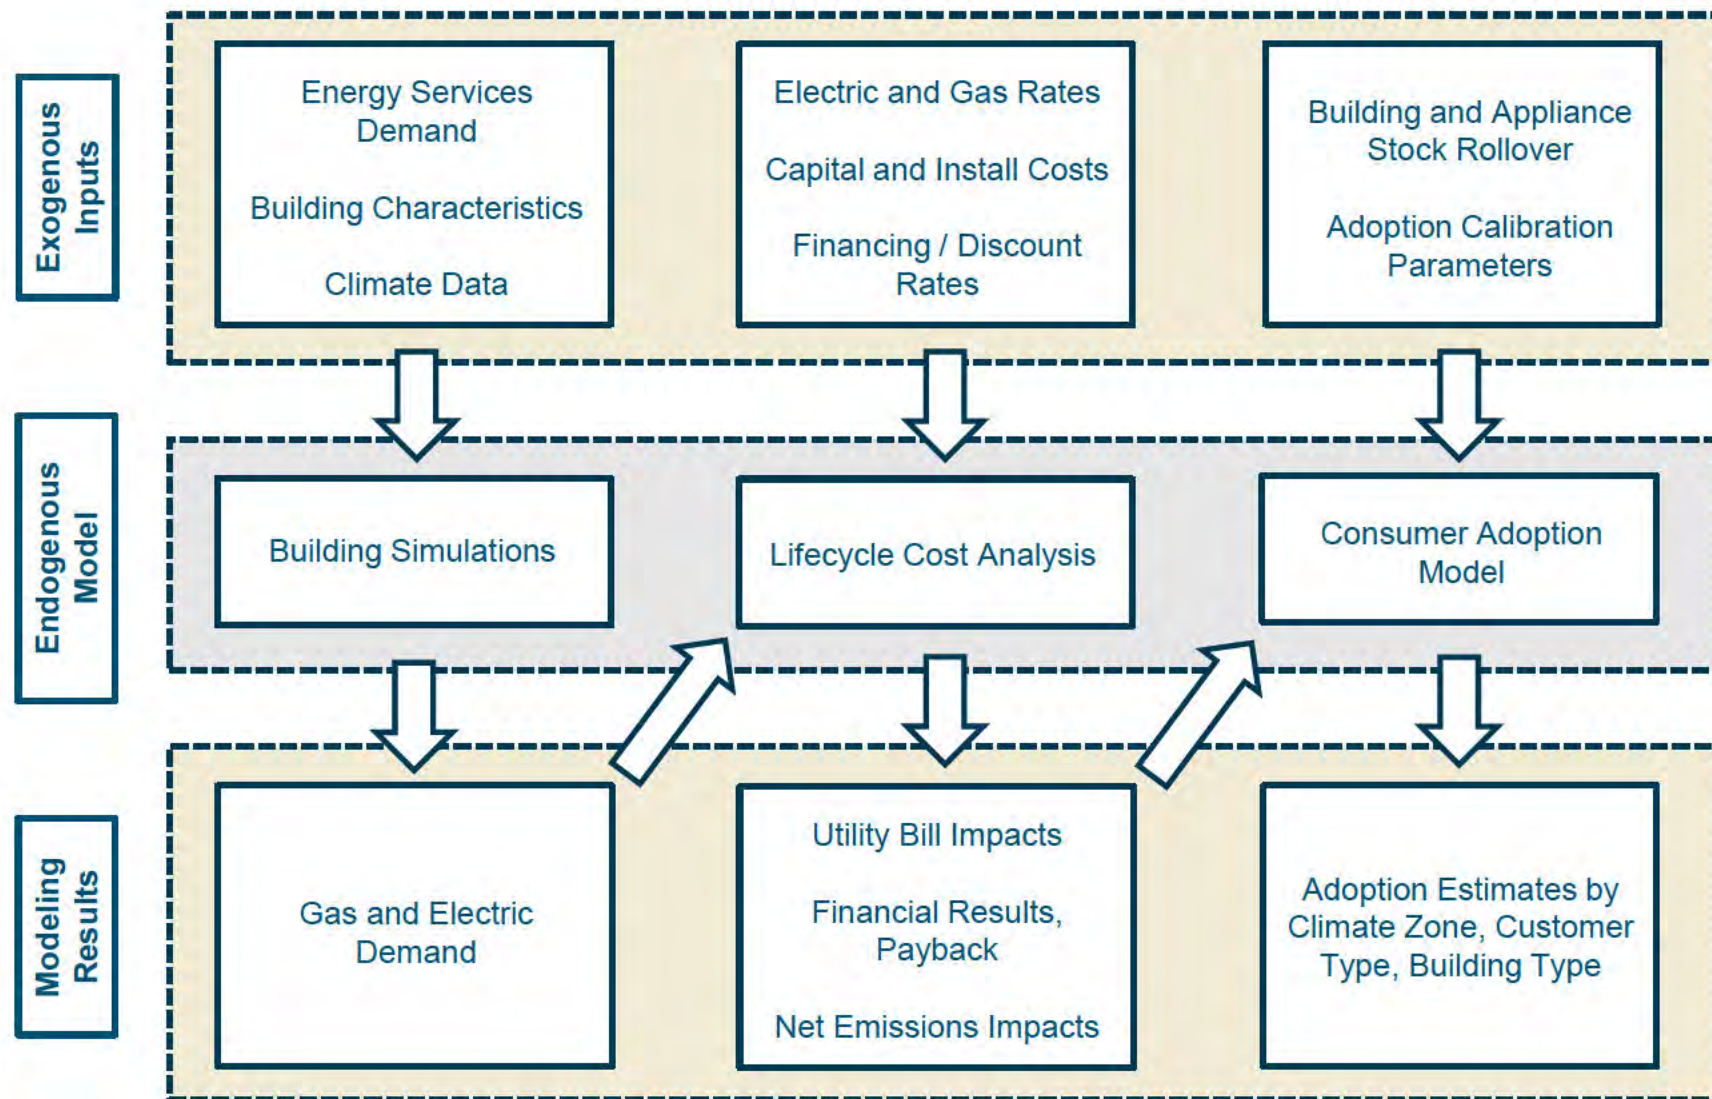 Exogenous
Inputs
Energy Services
Demand
Building Characteristics
Climate Data
Electric and Gas Rates
Capital and Install Costs
Financing / Discount
Rates
Building and Appliance
Stock Rollover
Adoption Calibration
Parameters
Endogenous
Model
Building Simulations
Lifecycle Cost Analysis
Consumer Adoption
Model
Modeling
Results
Gas and Electric
Demand
Utility Bill Impacts
Financial Results,
Payback
Net Emissions Impacts
Adoption Estimates by
Climate Zone, Customer
Type, Building Type